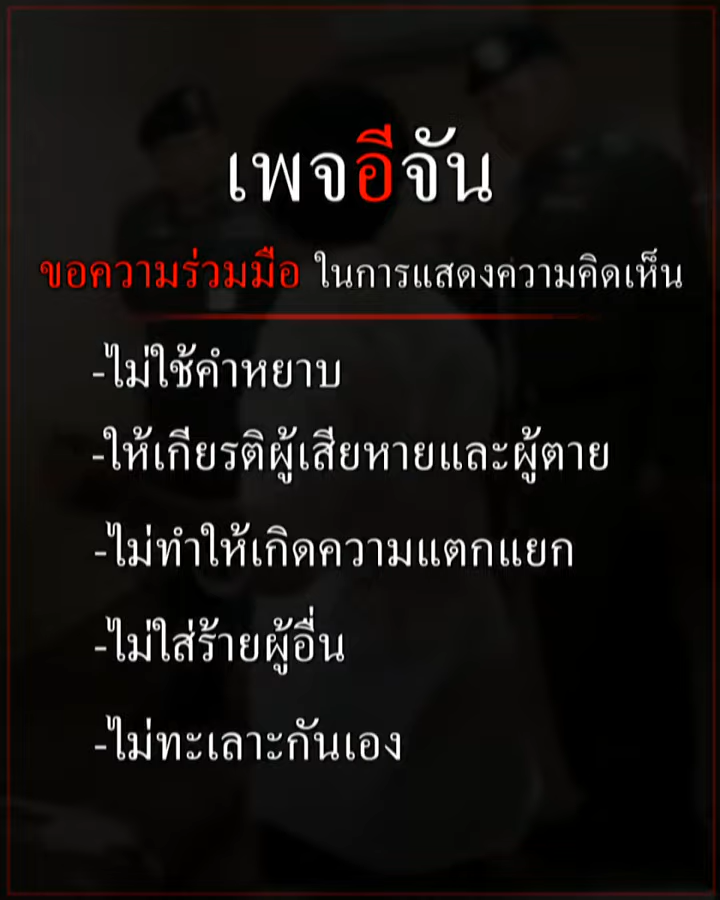 เพจอีจัน
ขอความร่วมมือ ในการแสดงความคิดเห็น
-ไม่ใช้คำหยาบ
-ให้เกียรติผู้เสียหายและผู้ตาย
-ไม่ทำให้เกิดความแตกแยก
-ไม่ใส่ร้ายผู้อื่น
-ไม่ทะเลาะกันเอง